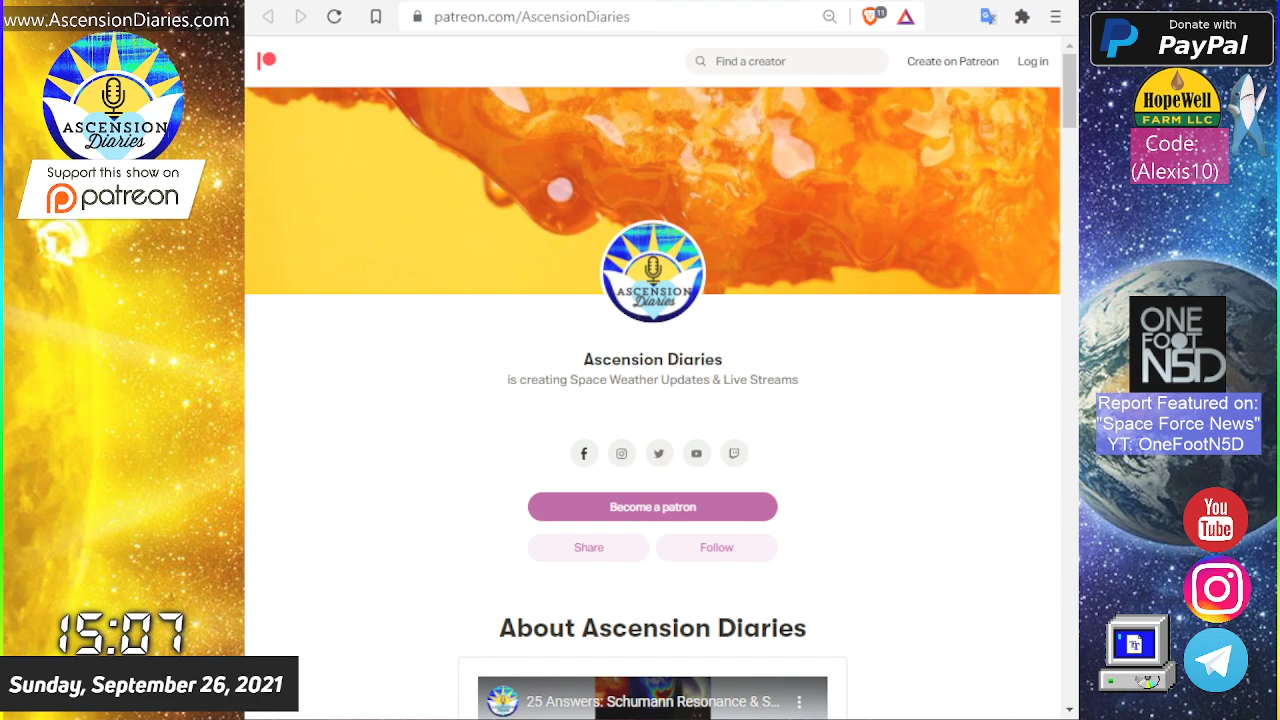 www.AscensionDiaries.com
ASCENSION
Diaries
Support this show on
patreon
15:07
Sunday, September 26, 2021
patreon.com/AscensionDiaries
11
Find a creator
Create on Patreon
Log in
ASCENSION
Diaries
Ascension Diaries
is creating Space Weather Updates & Live Streams
Become a patron
Share
Follow
About Ascension Diaries
25 Answers: Schumann Resonance & S...
Donate with
PayPal
HopeWell
FARM LLC
Code:
(Alexis10)
ONE
FOOT
N5D
Report Featured on:
"Space Force News"
YT: OneFootN5D
You
Tube